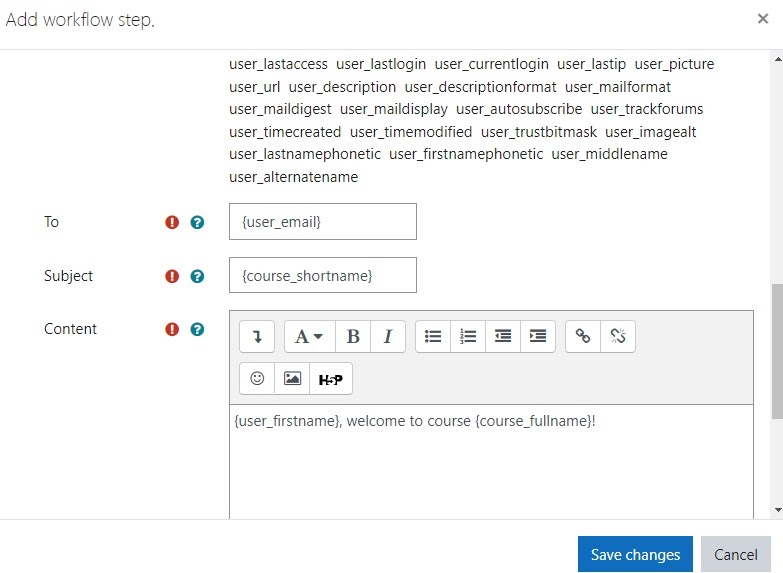 Add workflow step.
×
user_lastaccess user_lastlogin user_currentlogin user_lastip user_picture
user_url user_description user_descriptionformat user_mailformat
user_maildigest user_maildisplay user_autosubscribe user_trackforums
user_timecreated user_timemodified user_trustbitmask user_imagealt
user_lastnamephonetic user_firstnamephonetic user_middlename
user_alternatename
To ! ? {user_email}
Subject ! ? {course_shortname}
Content ! ?
A B I
H5P
{user_firstname}, welcome to course {course_fullname}!
Save changes Cancel